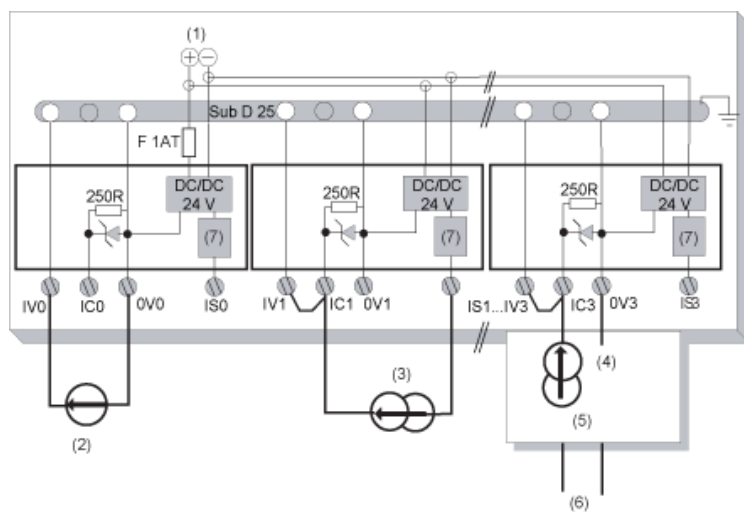 (1)
+ −
Sub D 25
F 1AT
250R
DC/DC
24 V
(7)
250R
DC/DC
24 V
(7)
250R
DC/DC
24 V
(7)
IV0 IC0 0V0 IS0 IV1 IC1 0V1 IS1...IV3 IC3 0V3 IS3
(2)
(3)
(4)
(5)
(6)